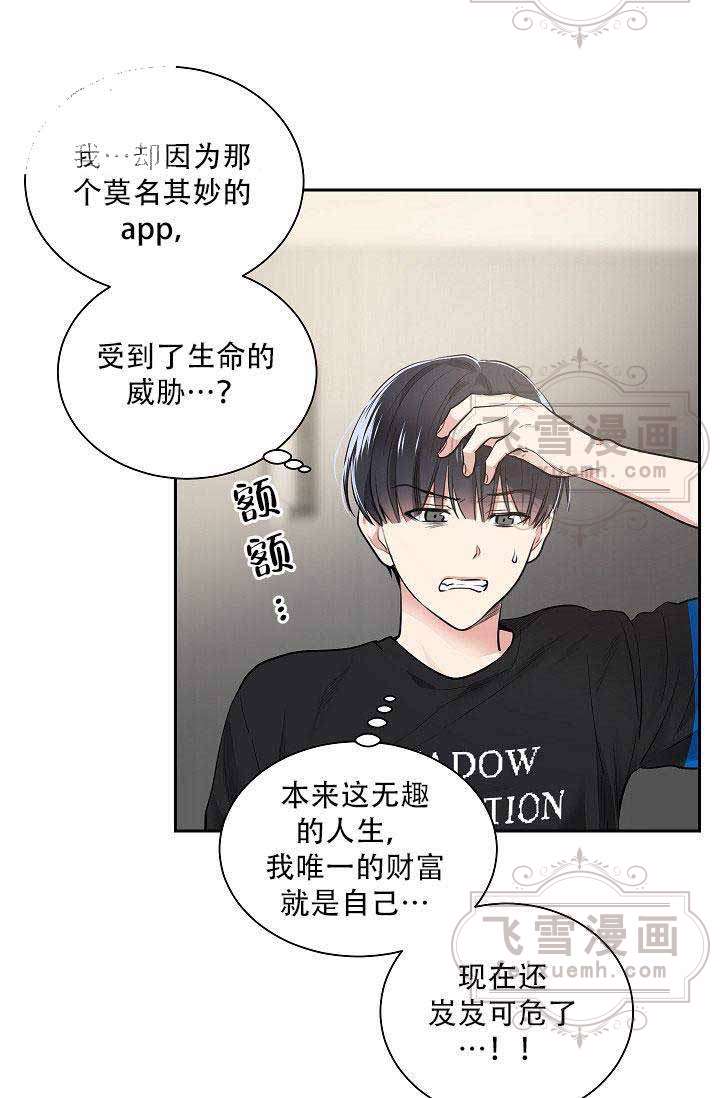 我…却因为那
个莫名其妙的
app,
受到了生命的
威胁…?
额
额
…
飞雪漫画
ADOW
TION
本来这无趣
的人生,
我唯一的财富
就是自己…
飞雪漫画
现在还
岌岌可危了
…!!